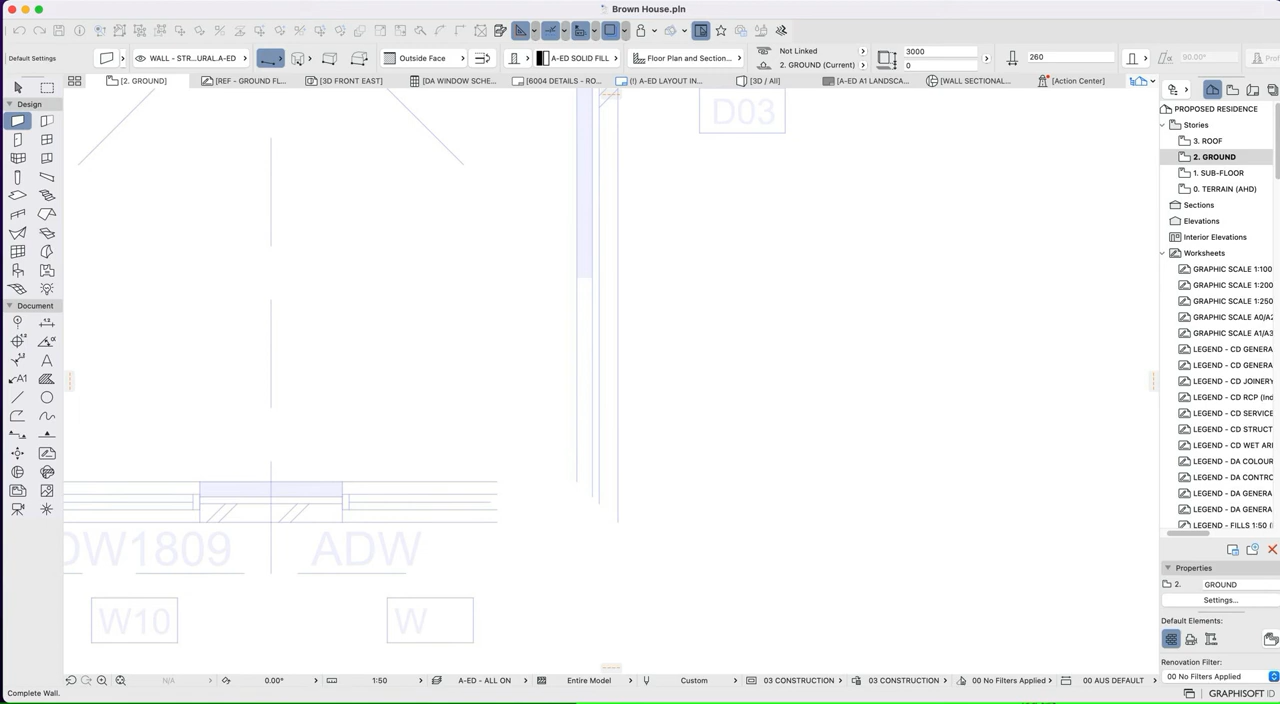 Brown House.pln
Default Settings
WALL - STR...URAL.A-ED
Outside Face
A-ED SOLID FILL
Floor Plan and Section...
Not Linked
2. GROUND (Current)
3000
0
260
90.00°
[2. GROUND]
[REF - GROUND FL...
[3D FRONT EAST]
[DA WINDOW SCHE...
[6004 DETAILS - RO...
(!) A-ED LAYOUT IN...
[3D / All]
[A-ED A1 LANDSCA...
[WALL SECTIONAL...
[Action Center]
Design
Document
A1
D03
DW1809
ADW
W10
W
PROPOSED RESIDENCE
Stories
3. ROOF
2. GROUND
1. SUB-FLOOR
0. TERRAIN (AHD)
Sections
Elevations
Interior Elevations
Worksheets
GRAPHIC SCALE 1:100
GRAPHIC SCALE 1:200
GRAPHIC SCALE 1:250
GRAPHIC SCALE A0/A2
GRAPHIC SCALE A1/A3
LEGEND - CD GENERA
LEGEND - CD GENERA
LEGEND - CD JOINERY
LEGEND - CD RCP (Ind
LEGEND - CD SERVICE
LEGEND - CD STRUCT
LEGEND - CD WET AR
LEGEND - DA COLOUR
LEGEND - DA CONTRO
LEGEND - DA GENERA
LEGEND - DA GENERA
LEGEND - FILLS 1:50 (
Properties
2. GROUND
Settings...
Default Elements:
Renovation Filter:
00 No Filters Applied
N/A
0.00°
1:50
A-ED - ALL ON
Entire Model
Custom
03 CONSTRUCTION
03 CONSTRUCTION
00 No Filters Applied
00 AUS DEFAULT
Complete Wall.
GRAPHISOFT ID